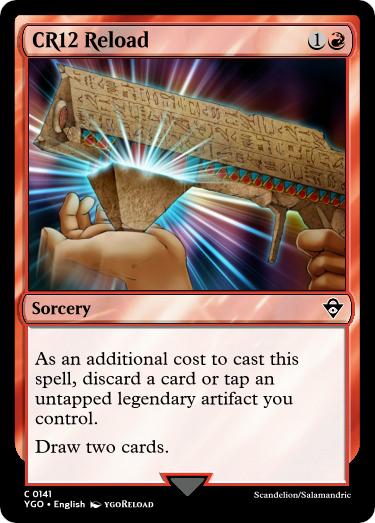 CR12 Reload
1
Sorcery
As an additional cost to cast this
spell, discard a card or tap an
untapped legendary artifact you
control.
Draw two cards.
C 0141
YGO • English YGORELOAD
Scandelion/Salamandric